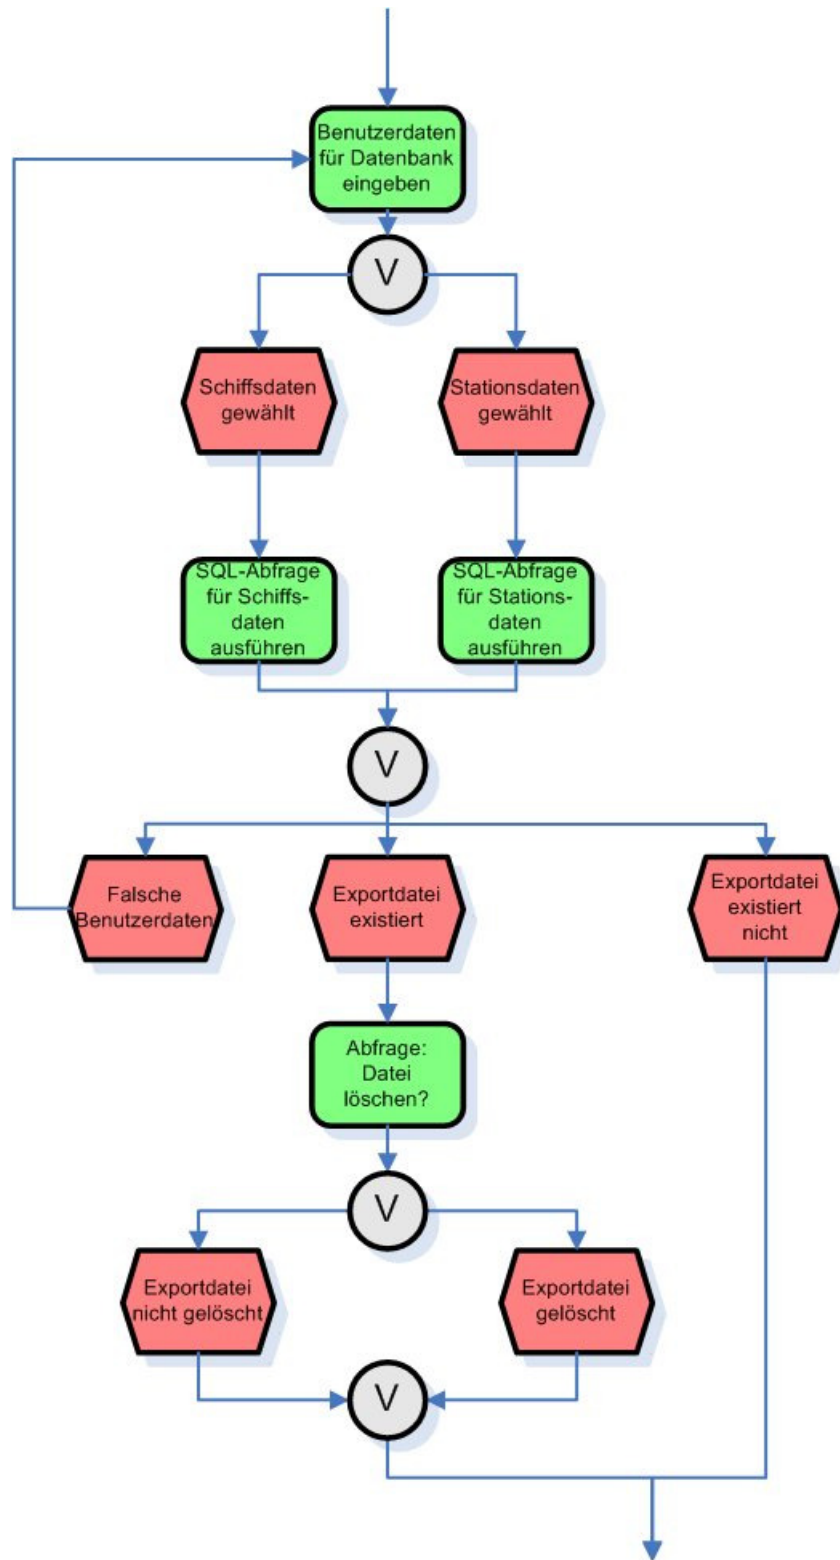 Benutzerdaten
für Datenbank
eingeben
V
Schiffsdaten
gewählt
Stationsdaten
gewählt
SQL-Abfrage
für Schiffs-
daten
ausführen
SQL-Abfrage
für Stations-
daten
ausführen
V
Falsche
Benutzerdaten
Exportdatei
existiert
Exportdatei
existiert
nicht
Abfrage:
Datei
löschen?
V
Exportdatei
nicht gelöscht
Exportdatei
gelöscht
V